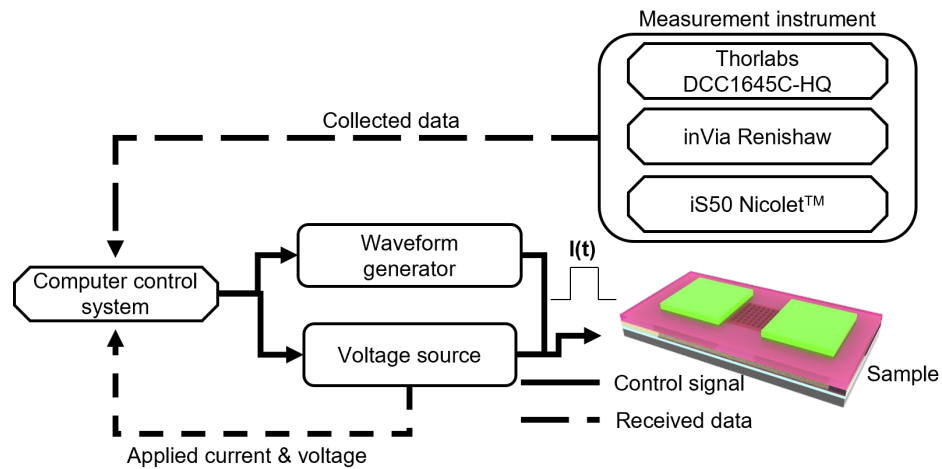 Measurement instrument
Thorlabs
DCC1645C-HQ
inVia Renishaw
iS50 Nicolet™
Collected data
Waveform
generator
I(t)
Computer control
system
Voltage source
Sample
Control signal
Received data
Applied current & voltage